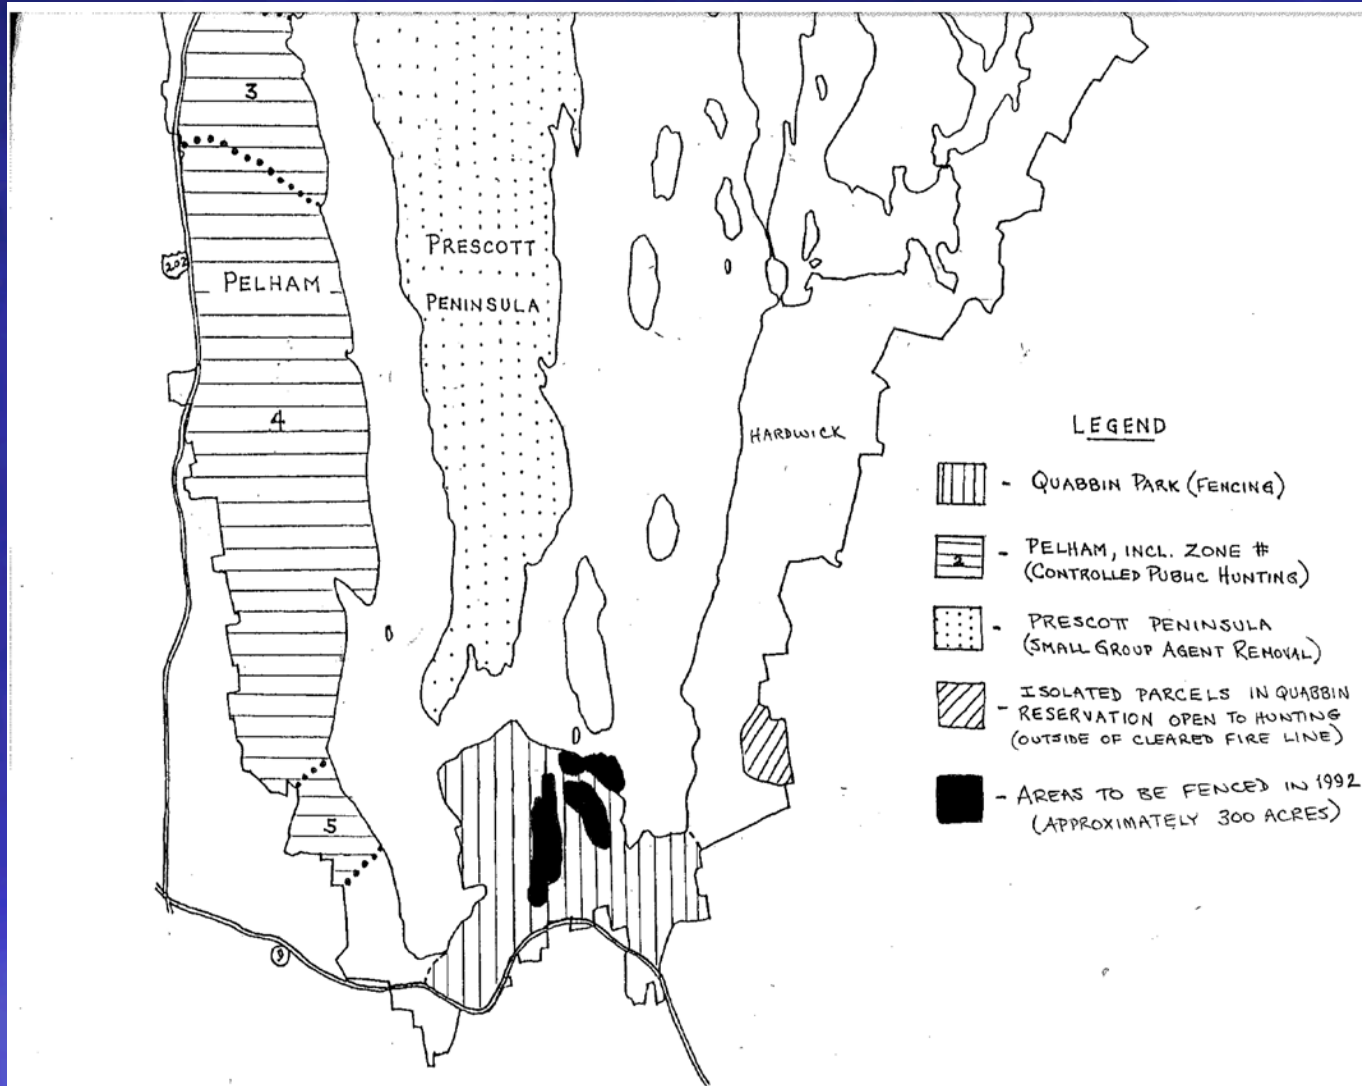 3
PRESCOTT
PENINSULA
202
PELHAM
4
HARDWICK
5
9
LEGEND
- QUABBIN PARK (FENCING)
2
- PELHAM, INCL. ZONE #
(CONTROLLED PUBLIC HUNTING)
- PRESCOTT PENINSULA
(SMALL GROUP AGENT REMOVAL)
- ISOLATED PARCELS IN QUABBIN
RESERVATION OPEN TO HUNTING
(OUTSIDE OF CLEARED FIRE LINE)
- AREAS TO BE FENCED IN 1992
(APPROXIMATELY 300 ACRES)